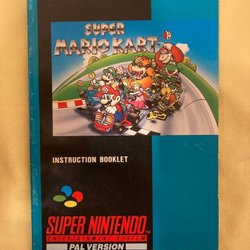 SUPER
MARIO KART
INSTRUCTION BOOKLET
SUPER NINTENDO
ENTERTAINMENT SYSTEM
PAL VERSION